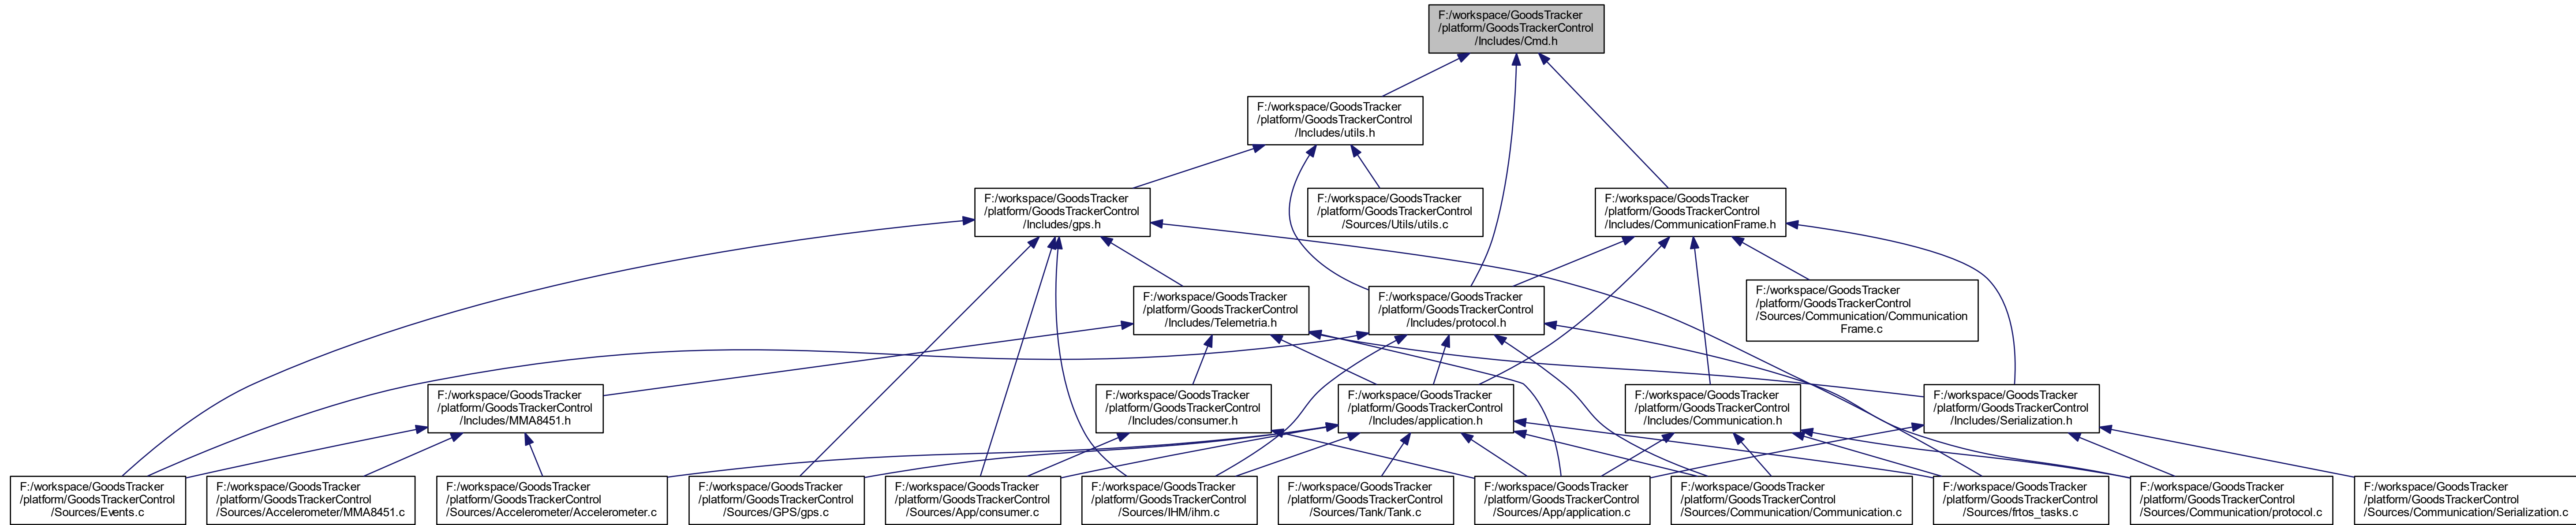 F:/workspace/GoodsTracker
/platform/GoodsTrackerControl
/Includes/Cmd.h
F:/workspace/GoodsTracker
/platform/GoodsTrackerControl
/Includes/utils.h
F:/workspace/GoodsTracker
/platform/GoodsTrackerControl
/Includes/gps.h
F:/workspace/GoodsTracker
/platform/GoodsTrackerControl
/Sources/Utils/utils.c
F:/workspace/GoodsTracker
/platform/GoodsTrackerControl
/Includes/CommunicationFrame.h
F:/workspace/GoodsTracker
/platform/GoodsTrackerControl
/Includes/Telemetria.h
F:/workspace/GoodsTracker
/platform/GoodsTrackerControl
/Includes/protocol.h
F:/workspace/GoodsTracker
/platform/GoodsTrackerControl
/Sources/Communication/Communication
Frame.c
F:/workspace/GoodsTracker
/platform/GoodsTrackerControl
/Includes/MMA8451.h
F:/workspace/GoodsTracker
/platform/GoodsTrackerControl
/Includes/consumer.h
F:/workspace/GoodsTracker
/platform/GoodsTrackerControl
/Includes/application.h
F:/workspace/GoodsTracker
/platform/GoodsTrackerControl
/Includes/Communication.h
F:/workspace/GoodsTracker
/platform/GoodsTrackerControl
/Includes/Serialization.h
F:/workspace/GoodsTracker
/platform/GoodsTrackerControl
/Sources/Events.c
F:/workspace/GoodsTracker
/platform/GoodsTrackerControl
/Sources/Accelerometer/MMA8451.c
F:/workspace/GoodsTracker
/platform/GoodsTrackerControl
/Sources/Accelerometer/Accelerometer.c
F:/workspace/GoodsTracker
/platform/GoodsTrackerControl
/Sources/GPS/gps.c
F:/workspace/GoodsTracker
/platform/GoodsTrackerControl
/Sources/App/consumer.c
F:/workspace/GoodsTracker
/platform/GoodsTrackerControl
/Sources/IHM/ihm.c
F:/workspace/GoodsTracker
/platform/GoodsTrackerControl
/Sources/Tank/Tank.c
F:/workspace/GoodsTracker
/platform/GoodsTrackerControl
/Sources/App/application.c
F:/workspace/GoodsTracker
/platform/GoodsTrackerControl
/Sources/Communication/Communication.c
F:/workspace/GoodsTracker
/platform/GoodsTrackerControl
/Sources/frtos_tasks.c
F:/workspace/GoodsTracker
/platform/GoodsTrackerControl
/Sources/Communication/protocol.c
F:/workspace/GoodsTracker
/platform/GoodsTrackerControl
/Sources/Communication/Serialization.c